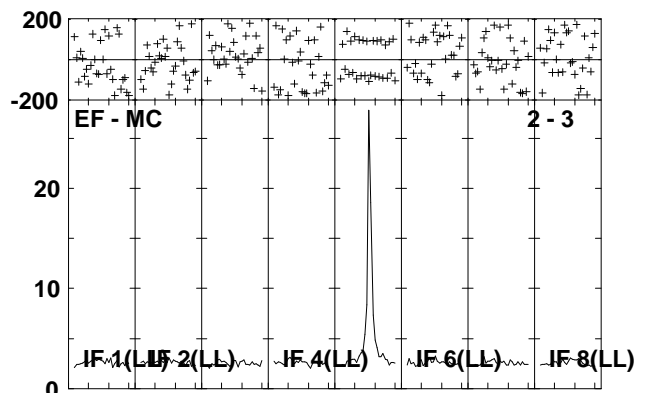 200
-200
EF - MC 2 - 3
20
10
IF 1(LL) IF 2(LL) IF 4(LL) IF 6(LL) IF 8(LL)
0